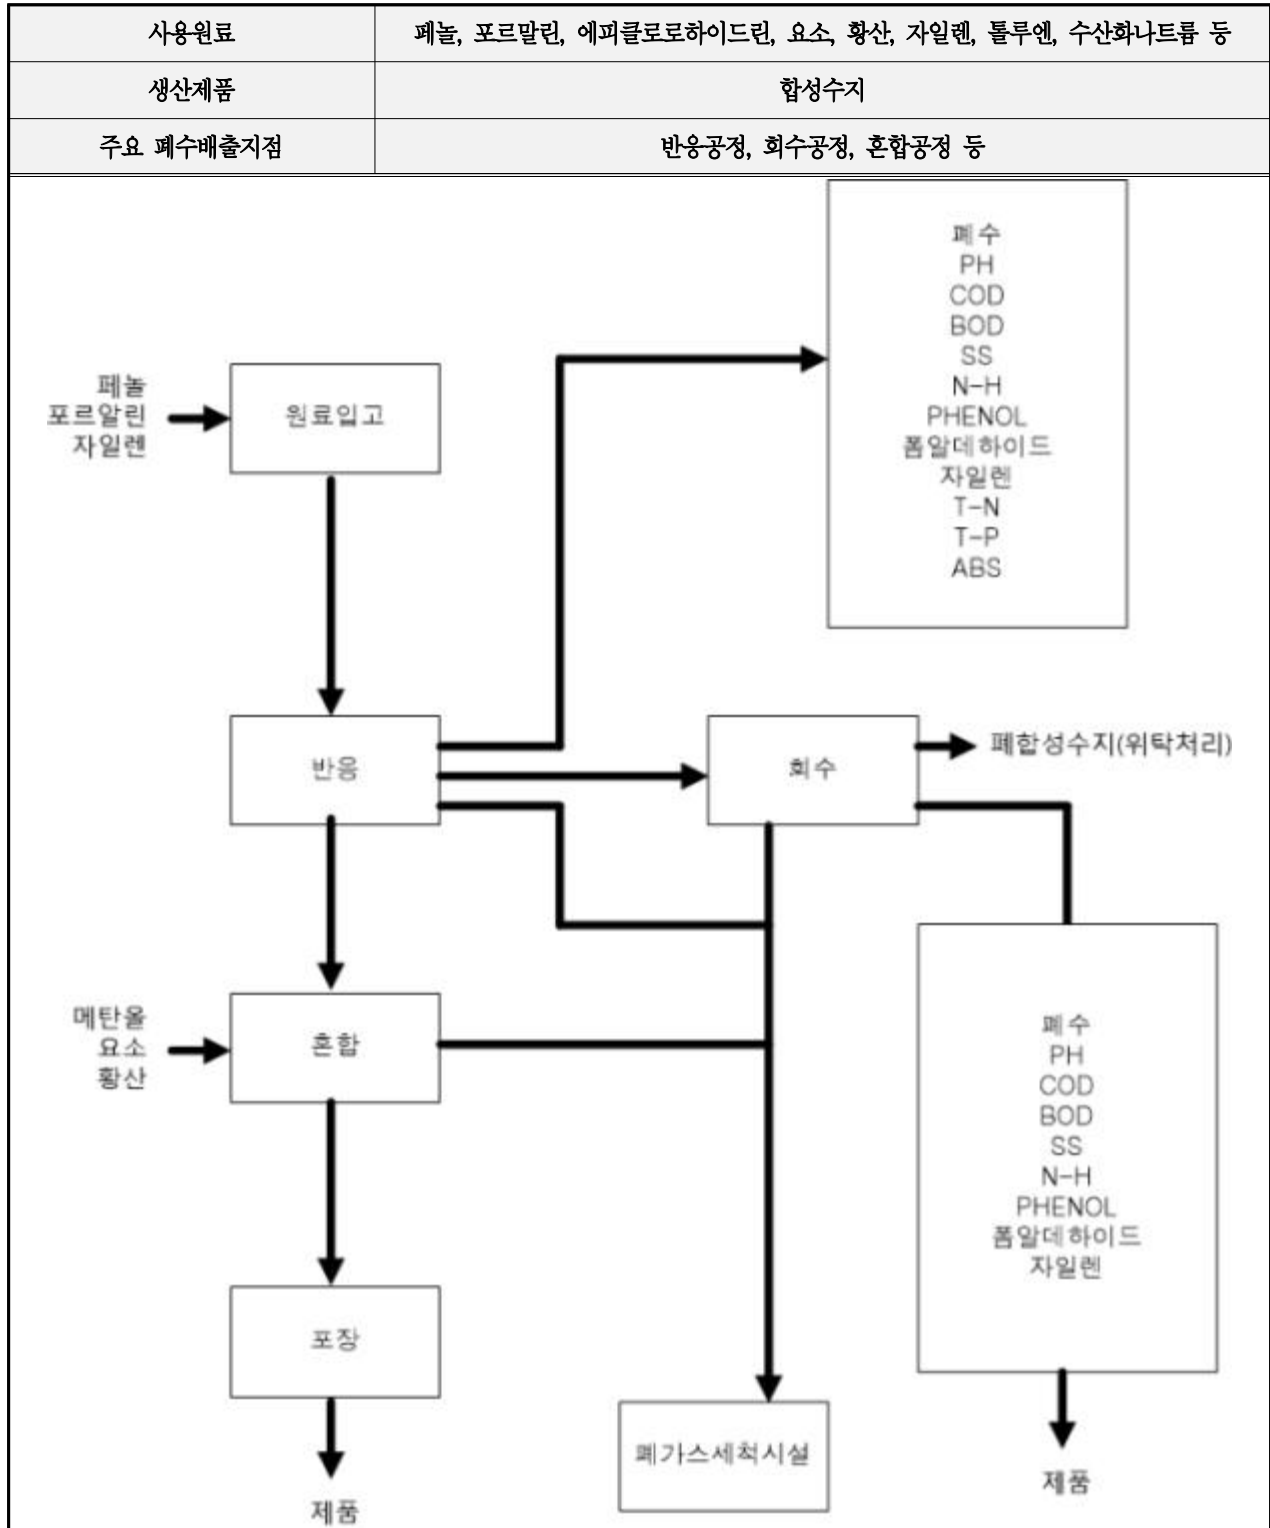 사용원료
페놀, 포르말린, 에피클로로하이드린, 요소, 황산, 자일렌, 톨루엔, 수산화나트륨 등
생산제품
합성수지
주요 폐수배출지점
반응공정, 회수공정, 혼합공정 등
폐수
PH
COD
BOD
SS
N-H
PHENOL
폼알데하이드
자일렌
T-N
T-P
ABS
페놀
포르알린
자일렌
원료입고
반응
회수
폐합성수지(위탁처리)
메탄올
요소
황산
혼합
폐수
PH
COD
BOD
SS
N-H
PHENOL
폼알데하이드
자일렌
포장
폐가스세척시설
제품
제품